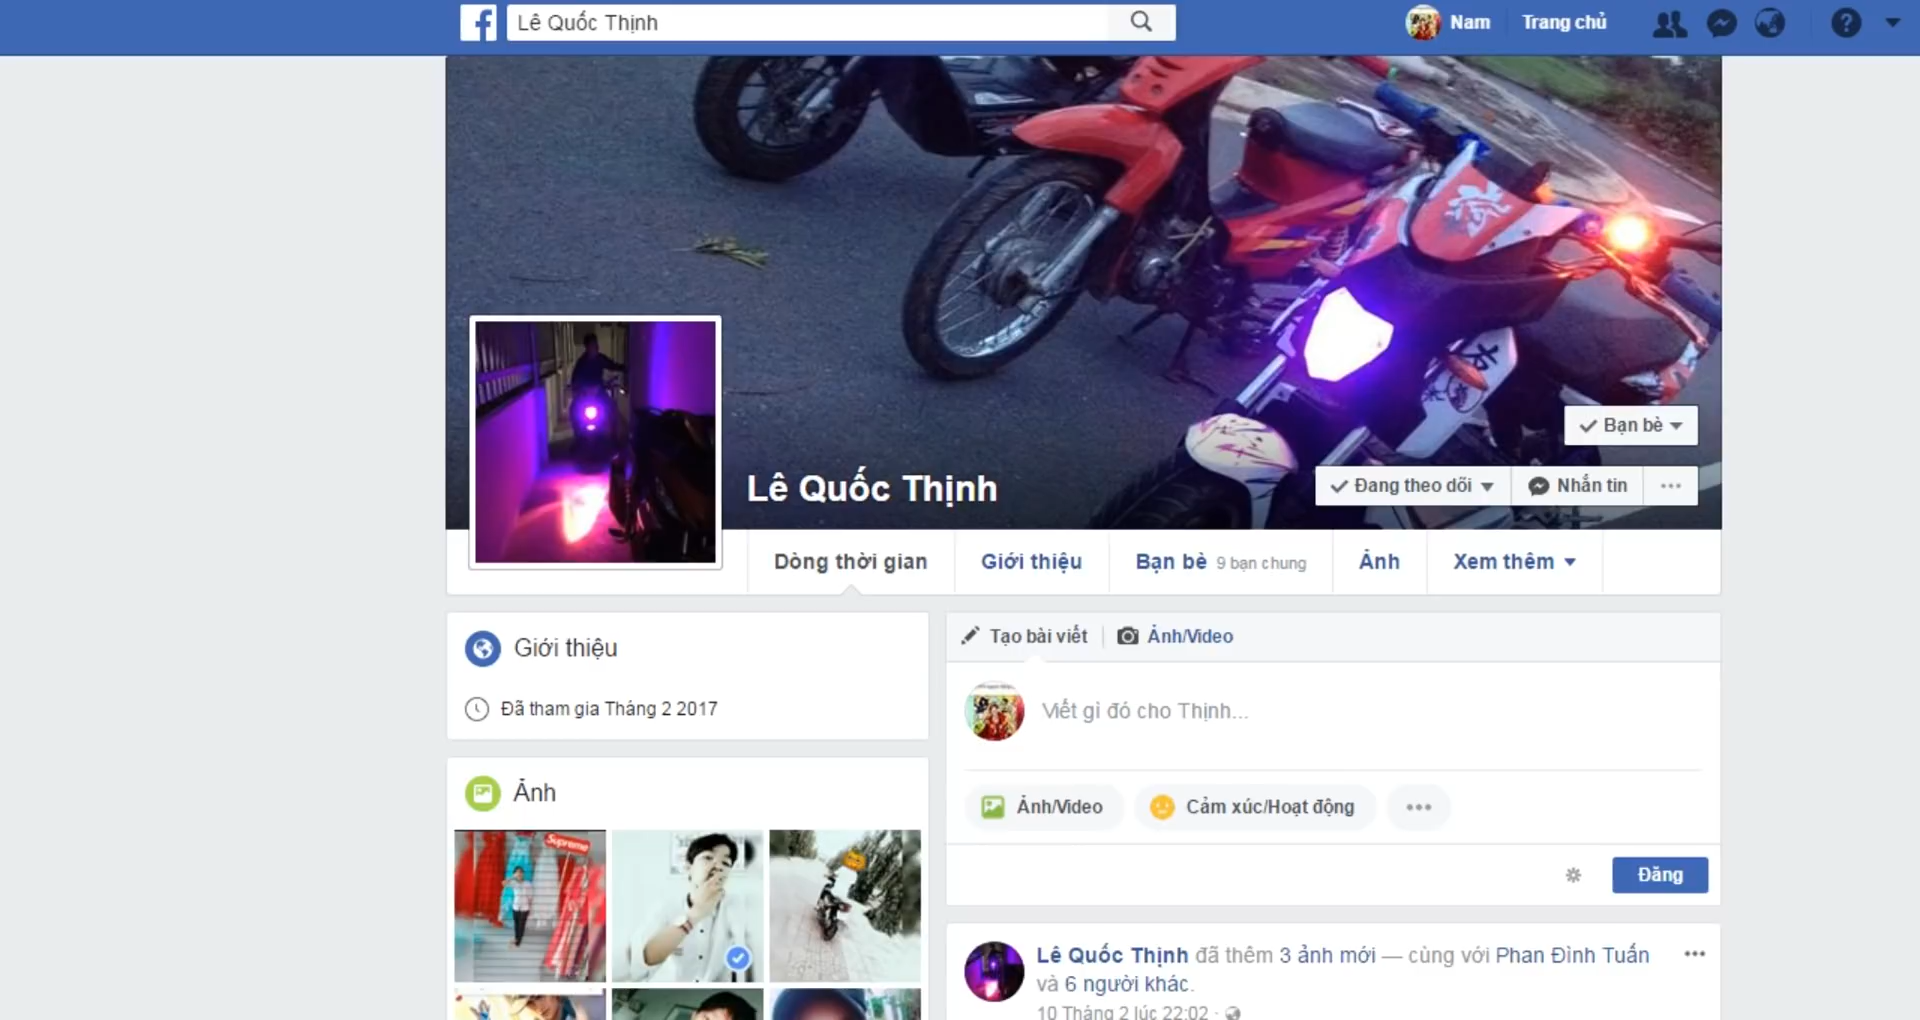 Lê Quốc Thịnh
Nam
Trang chủ
Bạn bè
Lê Quốc Thịnh
Đang theo dõi
Nhắn tin
Dòng thời gian
Giới thiệu
Bạn bè 9 bạn chung
Ảnh
Xem thêm
Giới thiệu
Đã tham gia Tháng 2 2017
Ảnh
Supreme
Tạo bài viết
Ảnh/Video
Viết gì đó cho Thịnh...
Ảnh/Video
Cảm xúc/Hoạt động
Đăng
Lê Quốc Thịnh đã thêm 3 ảnh mới — cùng với Phan Đình Tuấn
và 6 người khác.
10 Tháng 2 lúc 22:02 ·